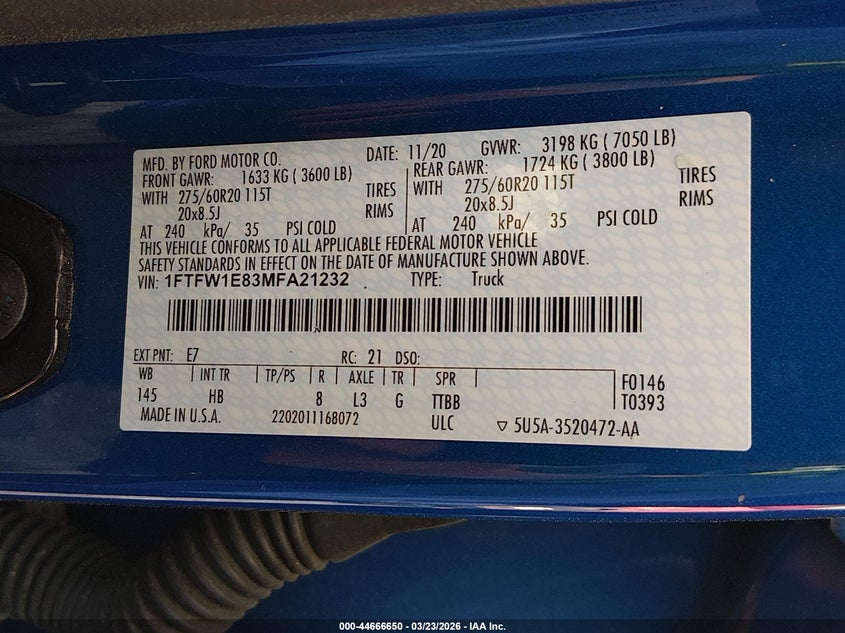 MFD. BY FORD MOTOR CO. DATE: 11/20 GVWR: 3198 KG ( 7050 LB)
FRONT GAWR: 1633 KG ( 3600 LB) REAR GAWR: 1724 KG ( 3800 LB)
WITH 275/60R20 115T TIRES WITH 275/60R20 115T TIRES
20x8.5J RIMS 20x8.5J RIMS
AT 240 kPa/ 35 PSI COLD AT 240 kPa/ 35 PSI COLD
THIS VEHICLE CONFORMS TO ALL APPLICABLE FEDERAL MOTOR VEHICLE
SAFETY STANDARDS IN EFFECT ON THE DATE OF MANUFACTURE SHOWN ABOVE.
VIN: 1FTFW1E83MFA21232 TYPE: Truck
EXT PNT: E7 RC: 21 DSO:
WB INT TR TP/PS R AXLE TR SPR F0146
145 HB 8 L3 G TTBB T0393
MADE IN U.S.A. 2202011168072 ULC ▽ 5U5A-3520472-AA
000-44666650 - 03/23/2026 - IAA Inc.